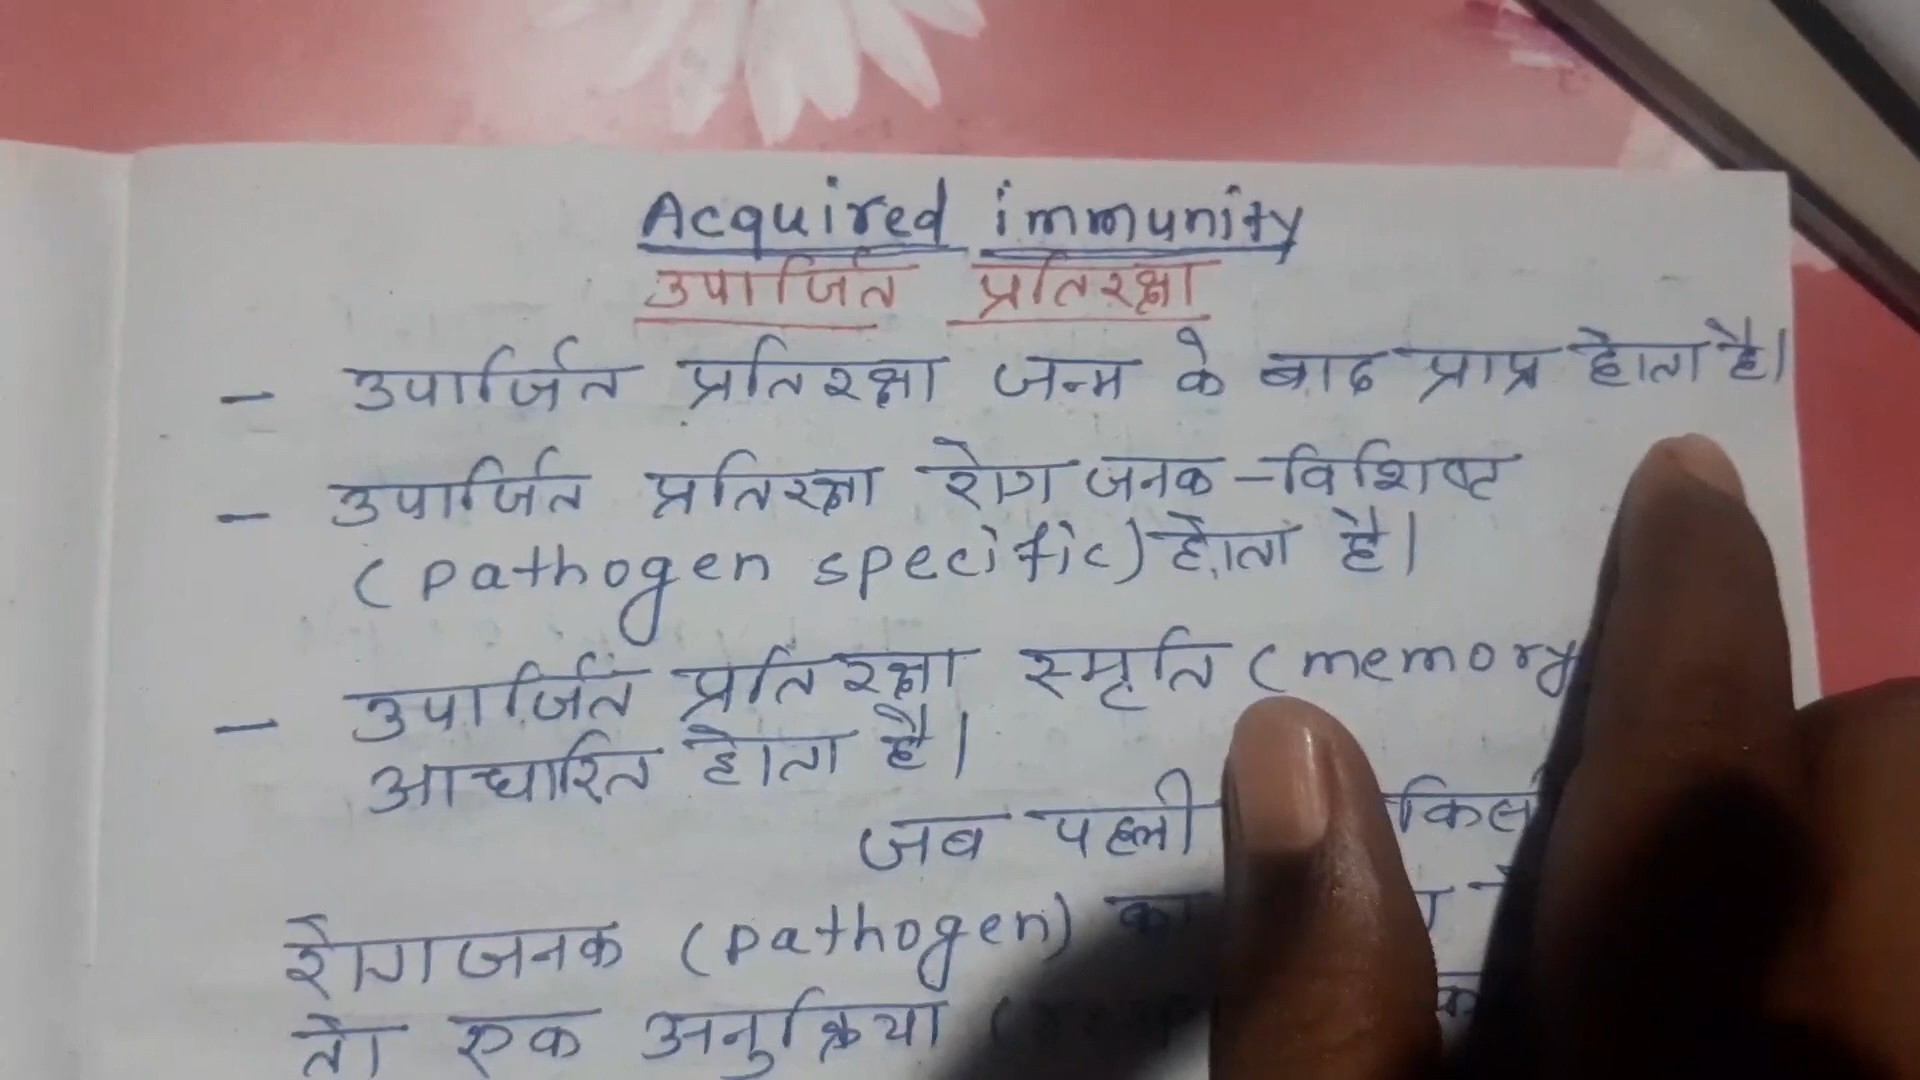 Acquired immunity
उपार्जित प्रतिरक्षा
- उपार्जित प्रतिरक्षा जन्म के बाद प्राप्त होता है।
- उपार्जित प्रतिरक्षा रोग जनक-विशिष्ट
(pathogen specific) होता है।
- उपार्जित प्रतिरक्षा स्मृति (memory
आधारित होता है।
जब पहली
रोगजनक (pathogen) का
तो एक अनुक्रिया